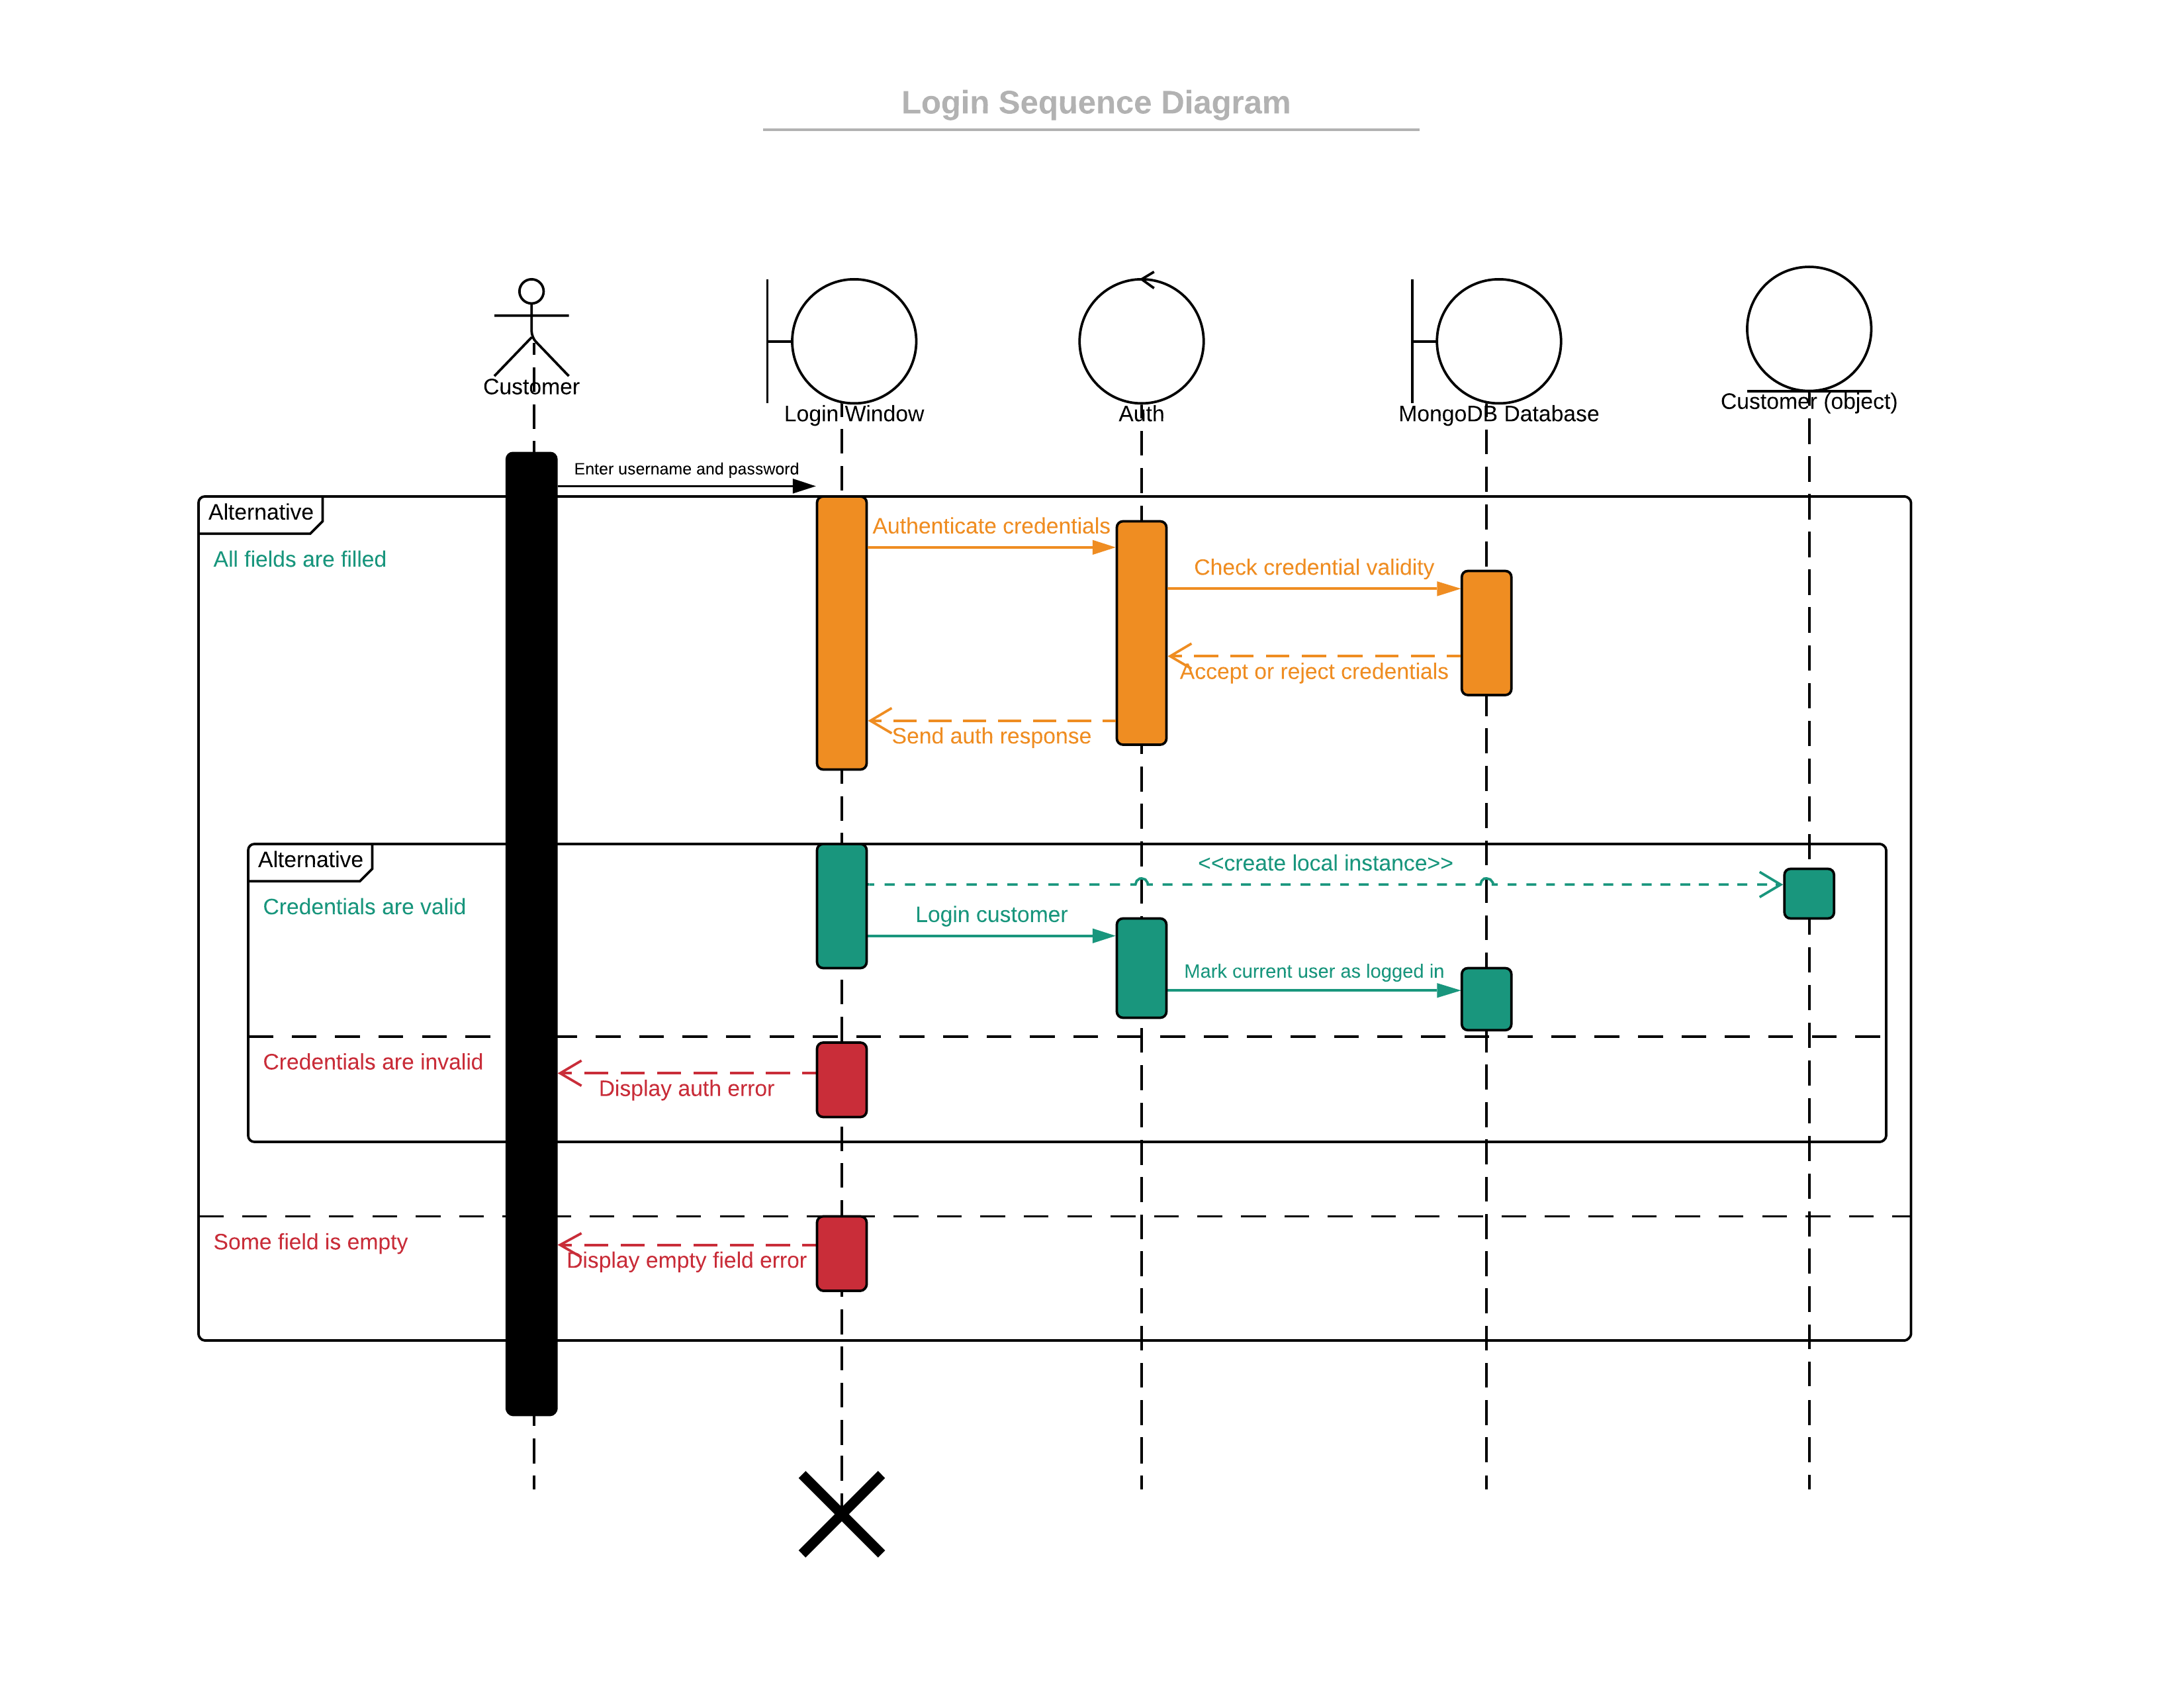 Login Sequence Diagram
Customer
Login Window
Auth
MongoDB Database
Customer (object)
Enter username and password
Alternative
All fields are filled
Authenticate credentials
Check credential validity
Accept or reject credentials
Send auth response
Alternative
Credentials are valid
<<create local instance>>
Login customer
Mark current user as logged in
Credentials are invalid
Display auth error
Some field is empty
Display empty field error